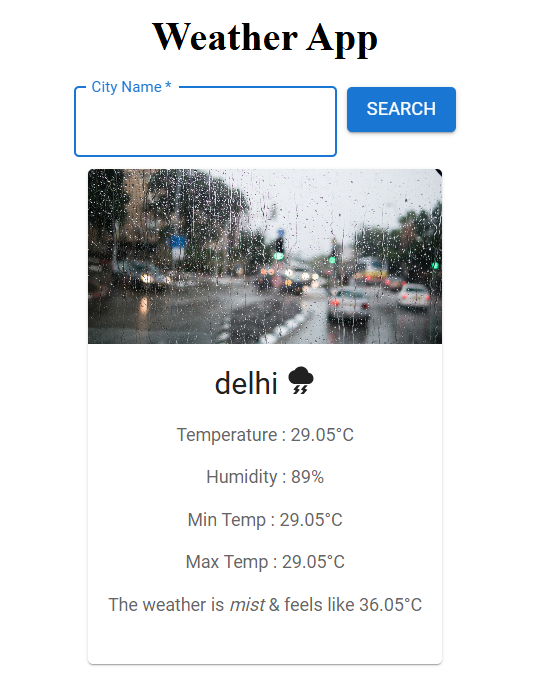 Weather App
City Name *
SEARCH
delhi
Temperature : 29.05°C
Humidity : 89%
Min Temp : 29.05°C
Max Temp : 29.05°C
The weather is mist & feels like 36.05°C